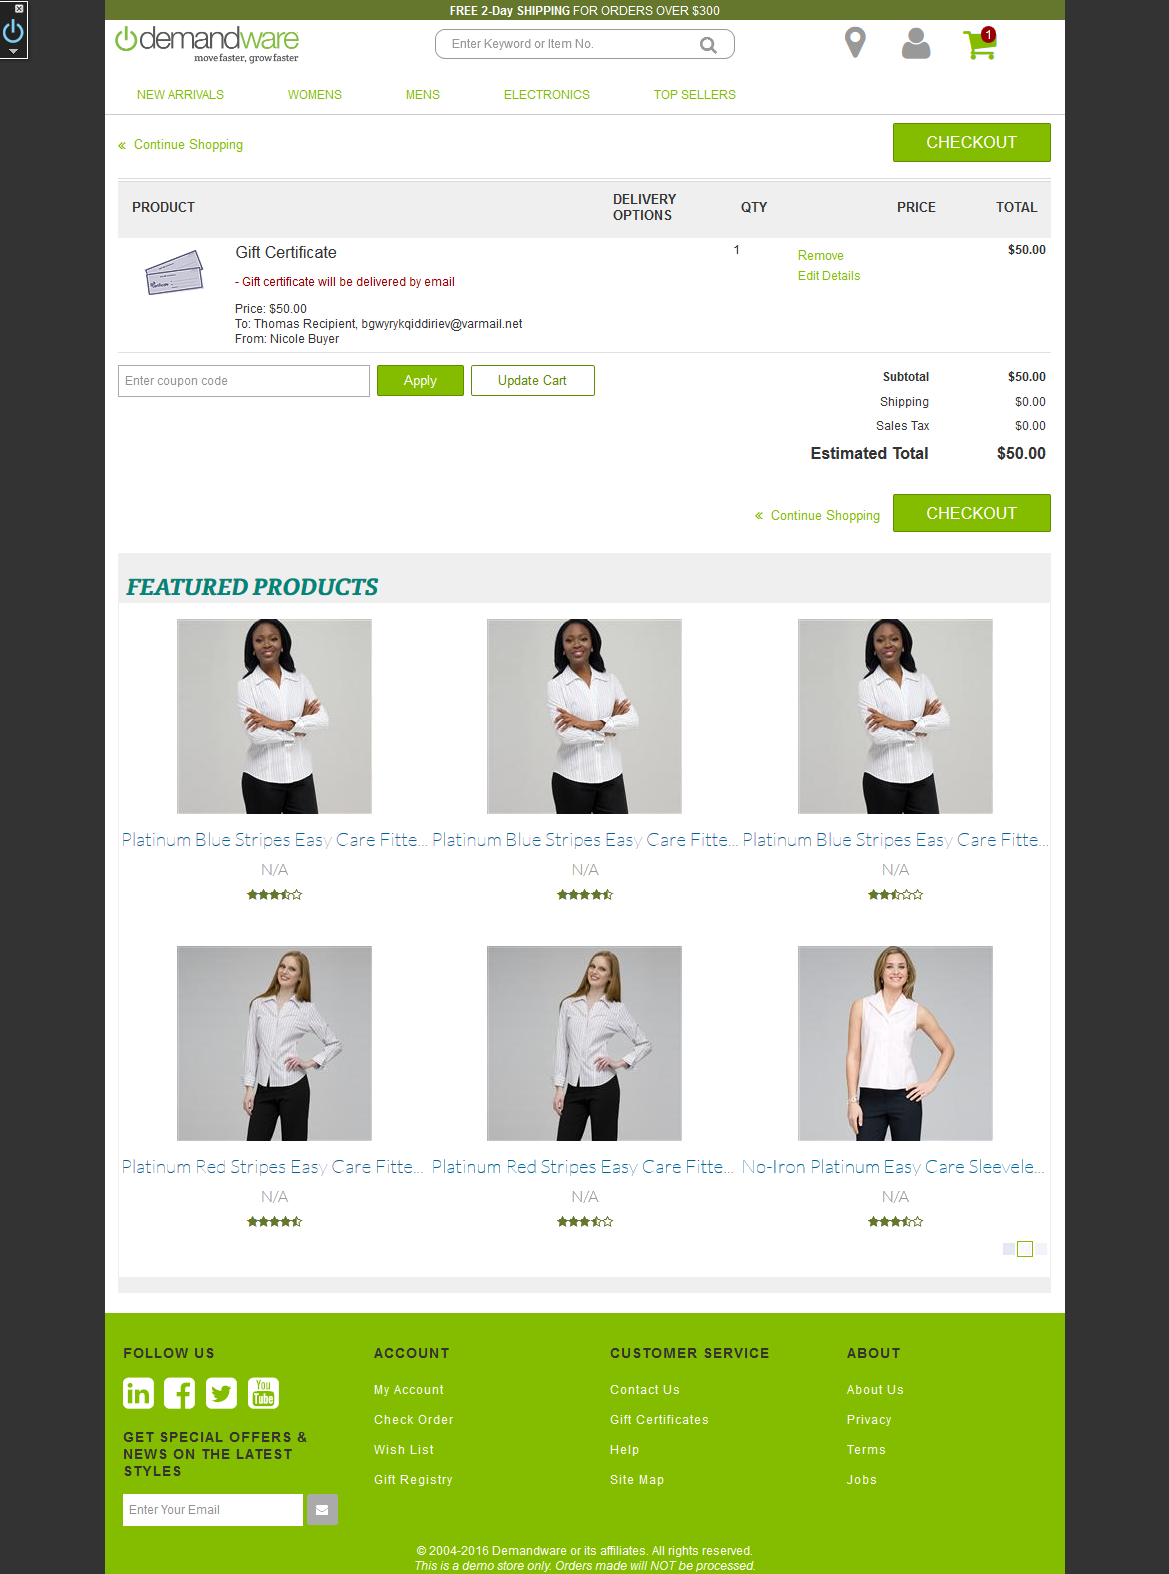 FREE 2-Day SHIPPING FOR ORDERS OVER $300
demandware
move faster, grow faster
Enter Keyword or Item No.
1
NEW ARRIVALS WOMENS MENS ELECTRONICS TOP SELLERS
« Continue Shopping
CHECKOUT
PRODUCT DELIVERY OPTIONS QTY PRICE TOTAL
Gift Certificate 1 Remove $50.00
- Gift certificate will be delivered by email Edit Details
Price: $50.00
To: Thomas Recipient, bgwyrykqiddiriev@varmail.net
From: Nicole Buyer
Enter coupon code Apply Update Cart
Subtotal $50.00
Shipping $0.00
Sales Tax $0.00
Estimated Total $50.00
« Continue Shopping CHECKOUT
FEATURED PRODUCTS
Platinum Blue Stripes Easy Care Fitte... Platinum Blue Stripes Easy Care Fitte... Platinum Blue Stripes Easy Care Fitte...
N/A N/A N/A
Platinum Red Stripes Easy Care Fitte... Platinum Red Stripes Easy Care Fitte... No-Iron Platinum Easy Care Sleevele...
N/A N/A N/A
FOLLOW US
in f You Tube
GET SPECIAL OFFERS &
NEWS ON THE LATEST
STYLES
Enter Your Email
ACCOUNT
My Account
Check Order
Wish List
Gift Registry
CUSTOMER SERVICE
Contact Us
Gift Certificates
Help
Site Map
ABOUT
About Us
Privacy
Terms
Jobs
© 2004-2016 Demandware or its affiliates. All rights reserved.
This is a demo store only. Orders made will NOT be processed.